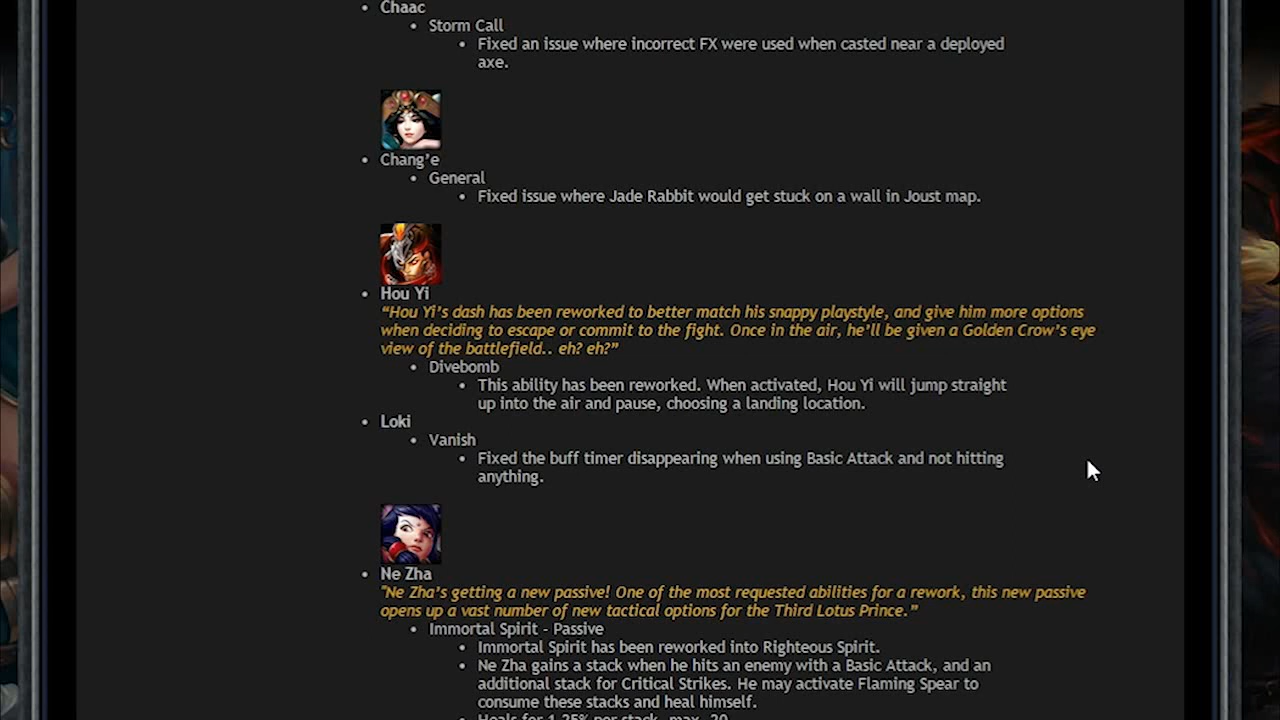 Chaac
Storm Call
Fixed an issue where incorrect FX were used when casted near a deployed
axe.
Chang’e
General
Fixed issue where Jade Rabbit would get stuck on a wall in Joust map.
Hou Yi
“Hou Yi’s dash has been reworked to better match his snappy playstyle, and give him more options
when deciding to escape or commit to the fight. Once in the air, he’ll be given a Golden Crow’s eye
view of the battlefield.. eh? eh?”
Divebomb
This ability has been reworked. When activated, Hou Yi will jump straight
up into the air and pause, choosing a landing location.
Loki
Vanish
Fixed the buff timer disappearing when using Basic Attack and not hitting
anything.
Ne Zha
"Ne Zha’s getting a new passive! One of the most requested abilities for a rework, this new passive
opens up a vast number of new tactical options for the Third Lotus Prince.”
Immortal Spirit - Passive
Immortal Spirit has been reworked into Righteous Spirit.
Ne Zha gains a stack when he hits an enemy with a Basic Attack, and an
additional stack for Critical Strikes. He may activate Flaming Spear to
consume these stacks and heal himself.
Heals for 1.25% per stack, max. 20